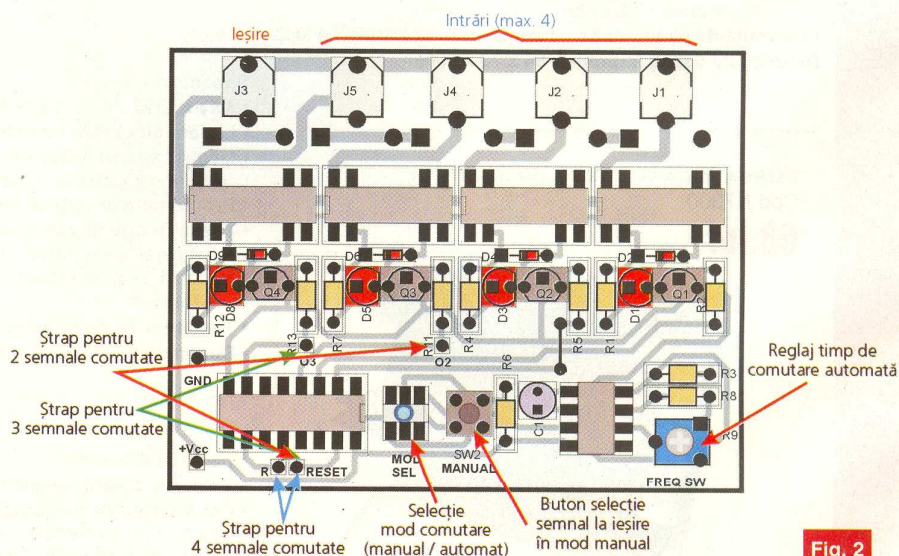 Intrări (max. 4)
Ieșire
J3
J5
J4
J2
J1
D9
D6
D4
D2
Q4
Q3
Q2
Q1
R12
D8
R13
R7
D5
R11
R4
D3
R5
R1
D1
R2
O3
O2
R6
GND
+Vcc
R
RESET
MOD
SEL
SW2
MANUAL
C1
R3
R8
R9
FREQ SW
Ștrap pentru
2 semnale comutate
Ștrap pentru
3 semnale comutate
Ștrap pentru
4 semnale comutate
Selecție
mod comutare
(manual / automat)
Buton selecție
semnal la ieșire
în mod manual
Reglaj timp de
comutare automată
Fig. 2